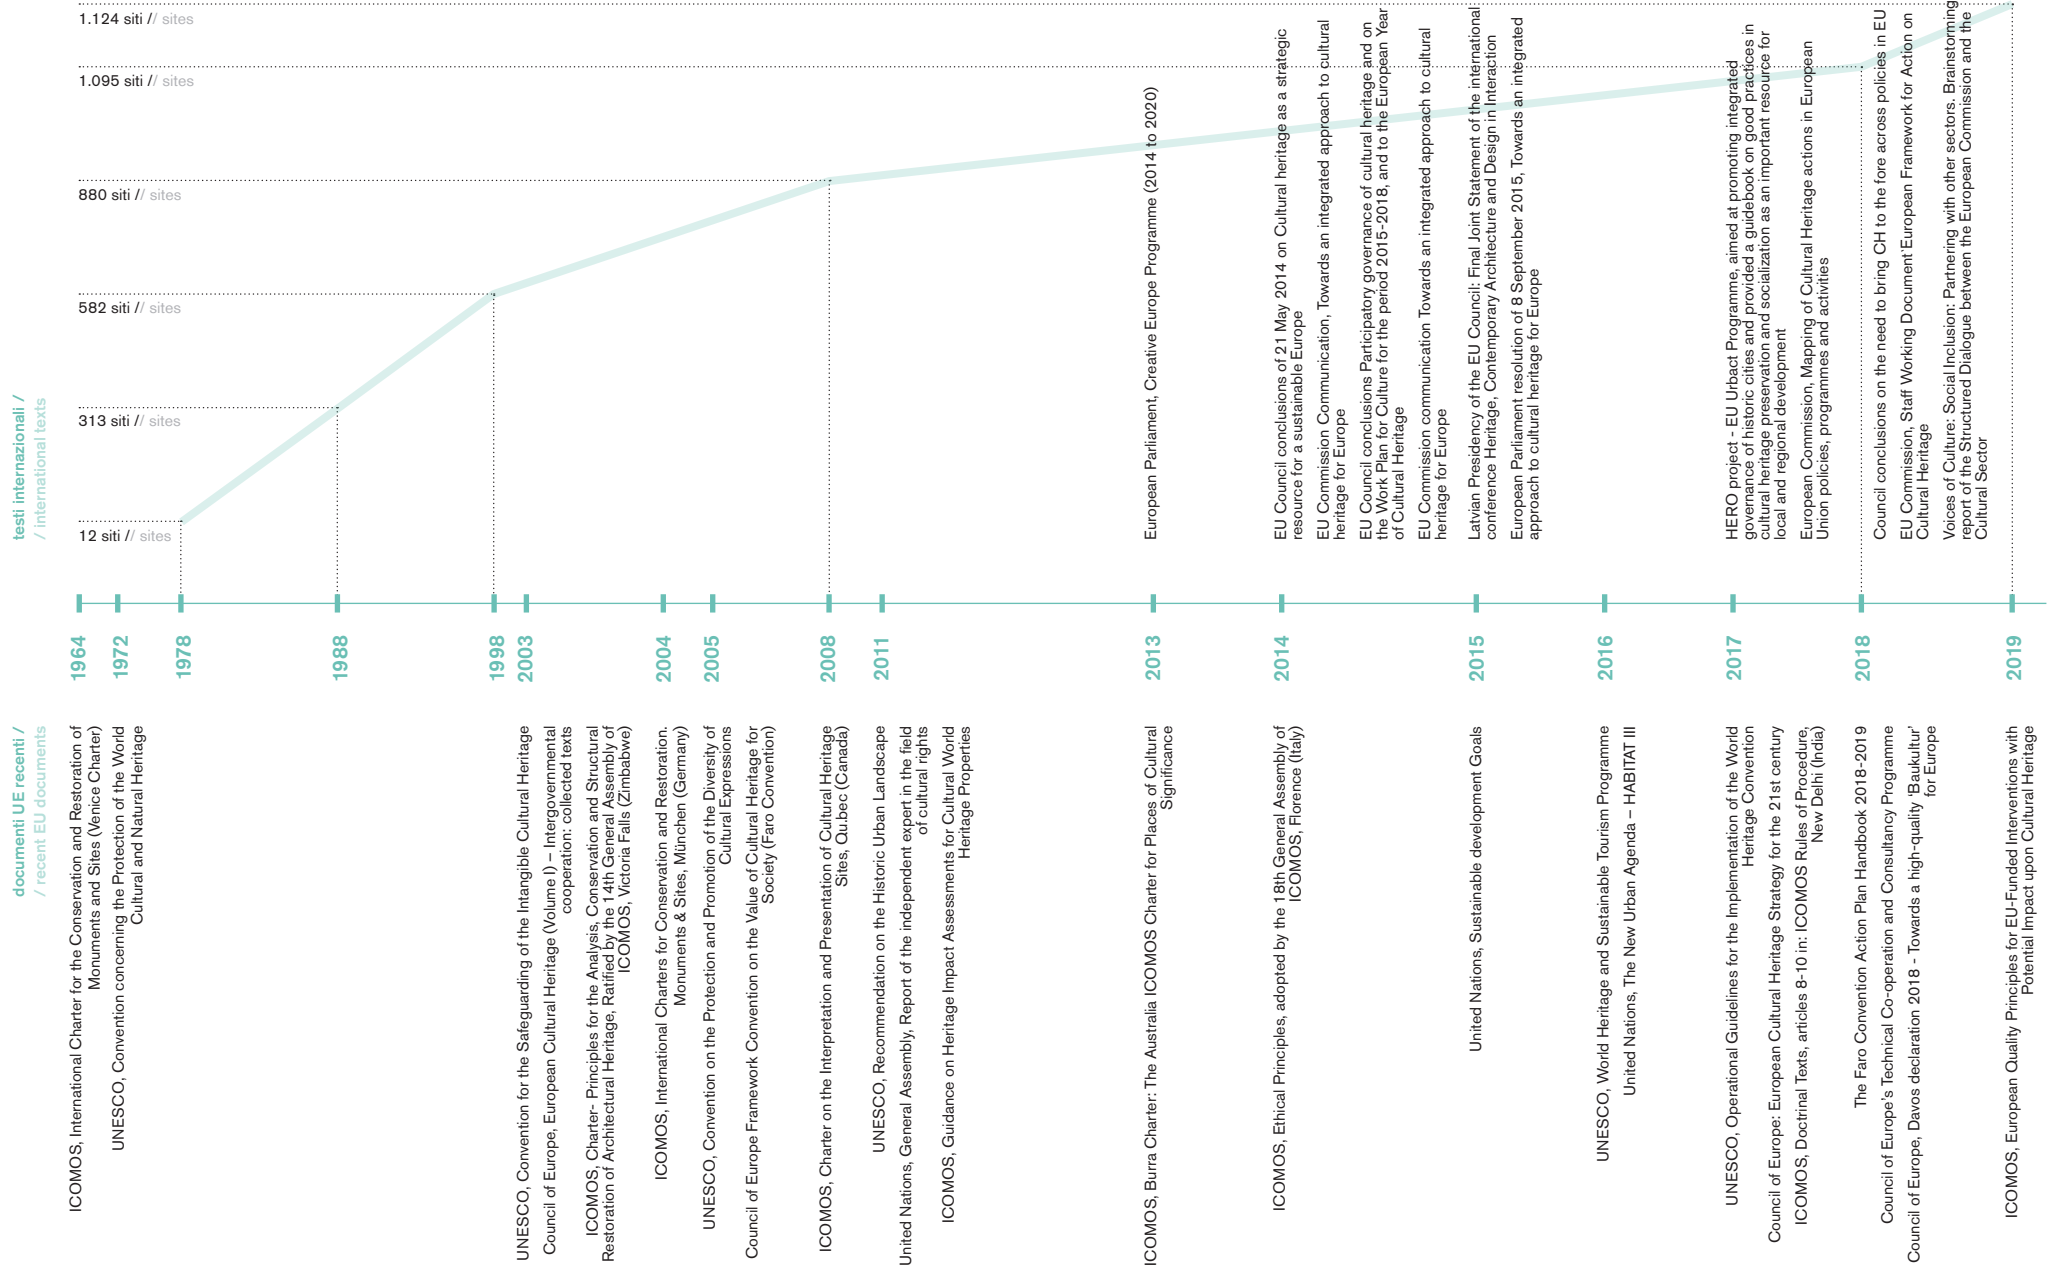 1.124 siti // sites
1.095 siti // sites
880 siti // sites
582 siti // sites
313 siti // sites
12 siti // sites
testi internazionali /
/ international texts
European Parliament, Creative Europe Programme (2014 to 2020)
EU Council conclusions of 21 May 2014 on Cultural heritage as a strategic
resource for a sustainable Europe
EU Commission Communication, Towards an integrated approach to cultural
heritage for Europe
EU Council conclusions Participatory governance of cultural heritage and on
the Work Plan for Culture for the period 2015-2018, and to the European Year
of Cultural Heritage
EU Commission communication Towards an integrated approach to cultural
heritage for Europe
Latvian Presidency of the EU Council: Final Joint Statement of the international
conference Heritage, Contemporary Architecture and Design in Interaction
European Parliament resolution of 8 September 2015, Towards an integrated
approach to cultural heritage for Europe
HERO project - EU Urbact Programme, aimed at promoting integrated
governance of historic cities and provided a guidebook on good practices in
cultural heritage preservation and socialization as an important resource for
local and regional development
European Commission, Mapping of Cultural Heritage actions in European
Union policies, programmes and activities
Council conclusions on the need to bring CH to the fore across policies in EU
EU Commission, Staff Working Document'European Framework for Action on
Cultural Heritage
Voices of Culture: Social Inclusion: Partnering with other sectors. Brainstorming
report of the Structured Dialogue between the European Commission and the
Cultural Sector
1964
1972
1978
1988
1998
2003
2004
2005
2008
2011
2013
2014
2015
2016
2017
2018
2019
documenti UE recenti /
/ recent EU documents
ICOMOS, International Charter for the Conservation and Restoration of
Monuments and Sites (Venice Charter)
UNESCO, Convention concerning the Protection of the World
Cultural and Natural Heritage
UNESCO, Convention for the Safeguarding of the Intangible Cultural Heritage
Council of Europe, European Cultural Heritage (Volume I) – Intergovernmental
cooperation: collected texts
ICOMOS, Charter- Principles for the Analysis, Conservation and Structural
Restoration of Architectural Heritage, Ratified by the 14th General Assembly of
ICOMOS, Victoria Falls (Zimbabwe)
ICOMOS, International Charters for Conservation and Restoration.
Monuments & Sites, München (Germany)
UNESCO, Convention on the Protection and Promotion of the Diversity of
Cultural Expressions
Council of Europe Framework Convention on the Value of Cultural Heritage for
Society (Faro Convention)
ICOMOS, Charter on the Interpretation and Presentation of Cultural Heritage
Sites, Qu.bec (Canada)
UNESCO, Recommendation on the Historic Urban Landscape
United Nations, General Assembly, Report of the independent expert in the field
of cultural rights
ICOMOS, Guidance on Heritage Impact Assessments for Cultural World
Heritage Properties
ICOMOS, Burra Charter: The Australia ICOMOS Charter for Places of Cultural
Significance
ICOMOS, Ethical Principles, adopted by the 18th General Assembly of
ICOMOS, Florence (Italy)
United Nations, Sustainable development Goals
UNESCO, World Heritage and Sustainable Tourism Programme
United Nations, The New Urban Agenda – HABITAT III
UNESCO, Operational Guidelines for the Implementation of the World
Heritage Convention
Council of Europe: European Cultural Heritage Strategy for the 21st century
ICOMOS, Doctrinal Texts, articles 8-10 in: ICOMOS Rules of Procedure,
New Delhi (India)
The Faro Convention Action Plan Handbook 2018-2019
Council of Europe's Technical Co-operation and Consultancy Programme
Council of Europe, Davos declaration 2018 - Towards a high-quality 'Baukultur'
for Europe
ICOMOS, European Quality Principles for EU-Funded Interventions with
Potential Impact upon Cultural Heritage